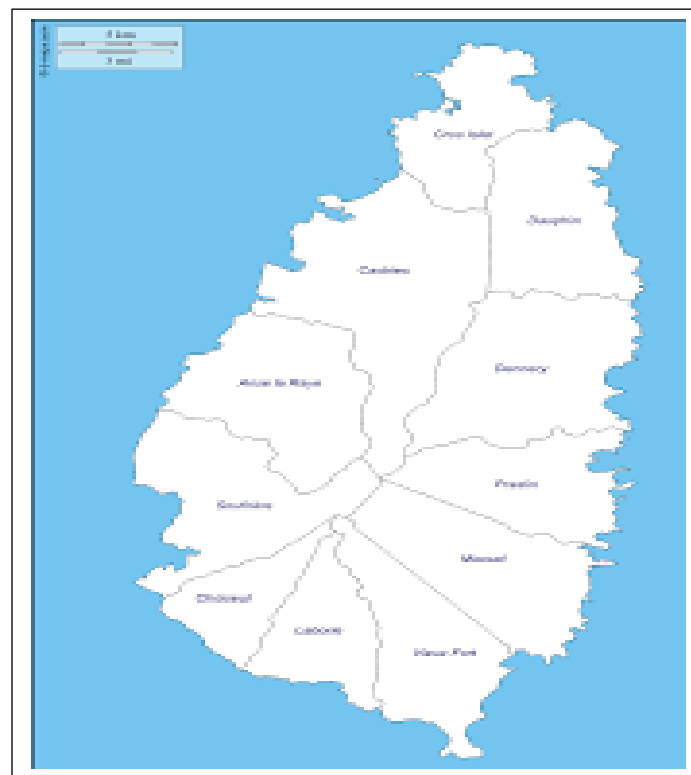 Gros Islet
Dauphin
Castries
Dennery
Anse la Raye
Praslin
Soufrière
Micoud
Choiseul
Laborie
Vieux-Fort